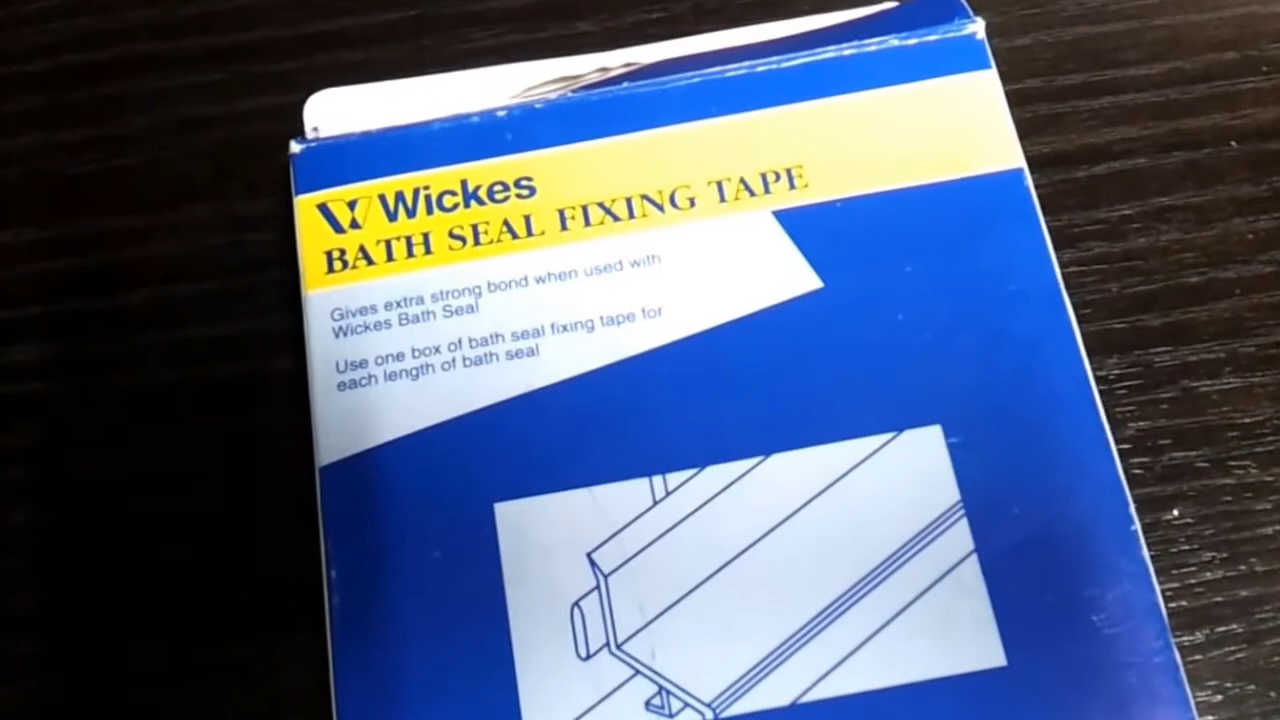 Wickes
BATH SEAL FIXING TAPE
Gives extra strong bond when used with
Wickes Bath Seal
Use one box of bath seal fixing tape for
each length of bath seal